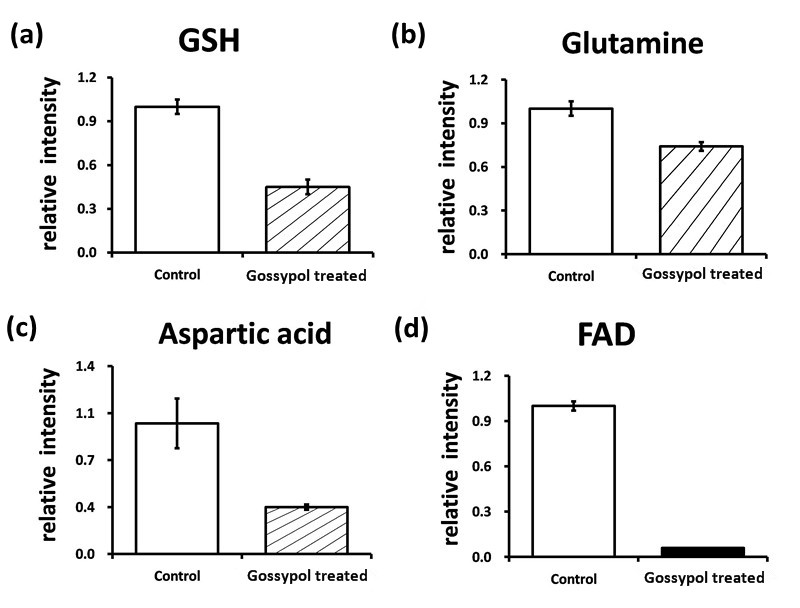 (a)
GSH
relative intensity
1.2
0.9
0.6
0.3
0.0
Control
Gossypol treated
(b)
Glutamine
relative intensity
1.2
0.9
0.6
0.3
0.0
Control
Gossypol treated
(c)
Aspartic acid
relative intensity
1.4
1.1
0.7
0.4
0.0
Control
Gossypol treated
(d)
FAD
relative intensity
1.2
0.9
0.6
0.3
0.0
Control
Gossypol treated